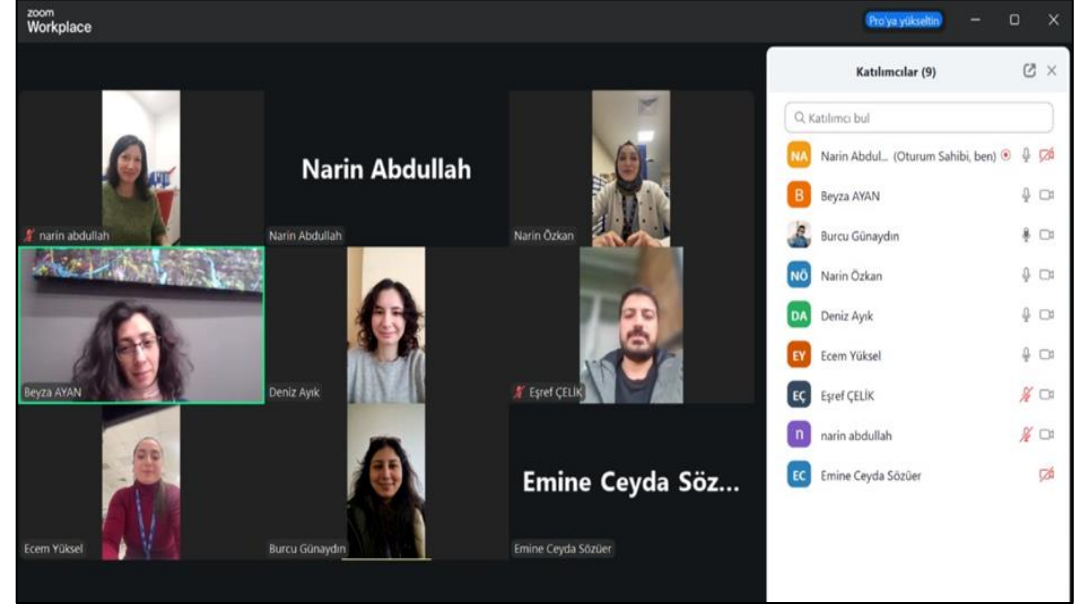 zoom
Workplace
Pro'ya yükseltin
narin abdullah
Narin Abdullah
Narin Abdullah
Narin Özkan
Beyza AYAN
Deniz Ayık
Eşref ÇELİK
Ecem Yüksel
Burcu Günaydın
Emine Ceyda Söz...
Emine Ceyda Sözüer
Katılımcılar (9)
Katılımcı bul
NA Narin Abdul... (Oturum Sahibi, ben)
B Beyza AYAN
Burcu Günaydın
NÖ Narin Özkan
DA Deniz Ayık
EY Ecem Yüksel
EÇ Eşref ÇELİK
n narin abdullah
EC Emine Ceyda Sözüer